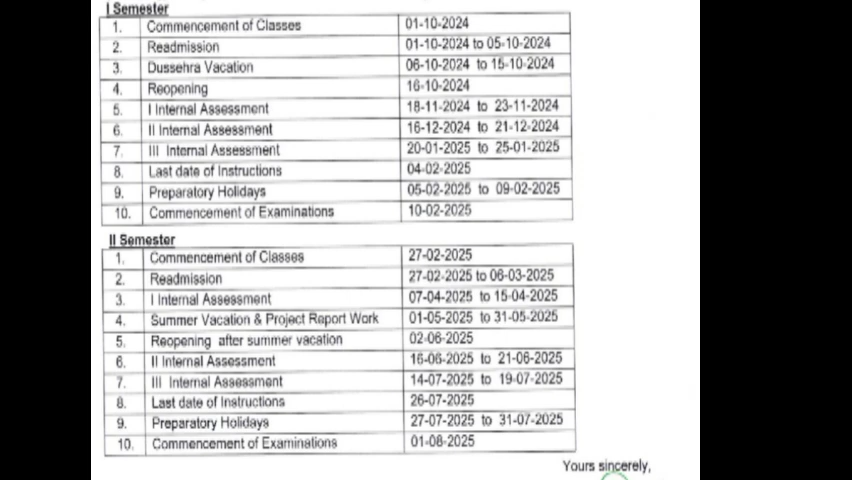 I Semester
1. Commencement of Classes 01-10-2024
2. Readmission 01-10-2024 to 05-10-2024
3. Dussehra Vacation 06-10-2024 to 15-10-2024
4. Reopening 16-10-2024
5. I Internal Assessment 18-11-2024 to 23-11-2024
6. II Internal Assessment 16-12-2024 to 21-12-2024
7. III Internal Assessment 20-01-2025 to 25-01-2025
8. Last date of Instructions 04-02-2025
9. Preparatory Holidays 05-02-2025 to 09-02-2025
10. Commencement of Examinations 10-02-2025
II Semester
1. Commencement of Classes 27-02-2025
2. Readmission 27-02-2025 to 06-03-2025
3. I Internal Assessment 07-04-2025 to 15-04-2025
4. Summer Vacation & Project Report Work 01-05-2025 to 31-05-2025
5. Reopening after summer vacation 02-06-2025
6. II Internal Assessment 16-06-2025 to 21-06-2025
7. III Internal Assessment 14-07-2025 to 19-07-2025
8. Last date of Instructions 26-07-2025
9. Preparatory Holidays 27-07-2025 to 31-07-2025
10. Commencement of Examinations 01-08-2025
Yours sincerely,